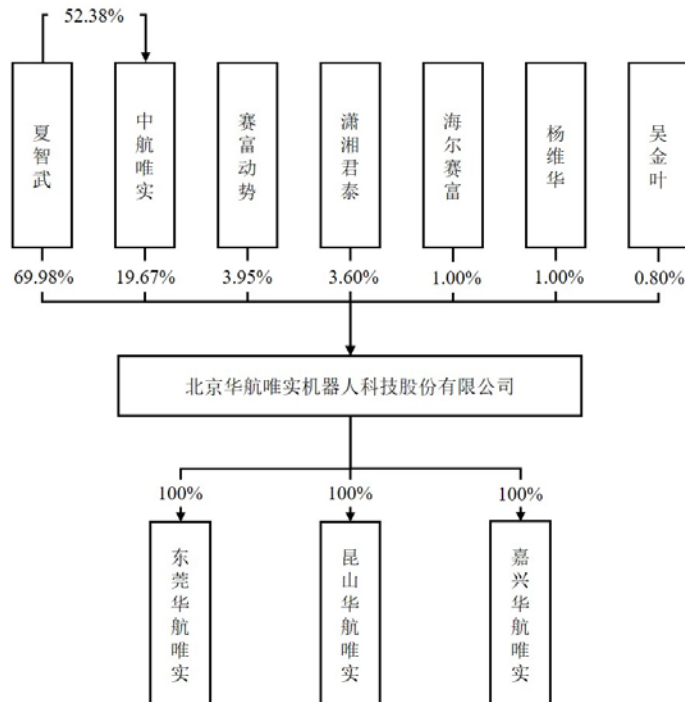 52.38%
夏智武
中航唯实
赛富动势
潇湘君泰
海尔赛富
杨维华
吴金叶
69.98%
19.67%
3.95%
3.60%
1.00%
1.00%
0.80%
北京华航唯实机器人科技股份有限公司
100%
100%
100%
东莞华航唯实
昆山华航唯实
嘉兴华航唯实